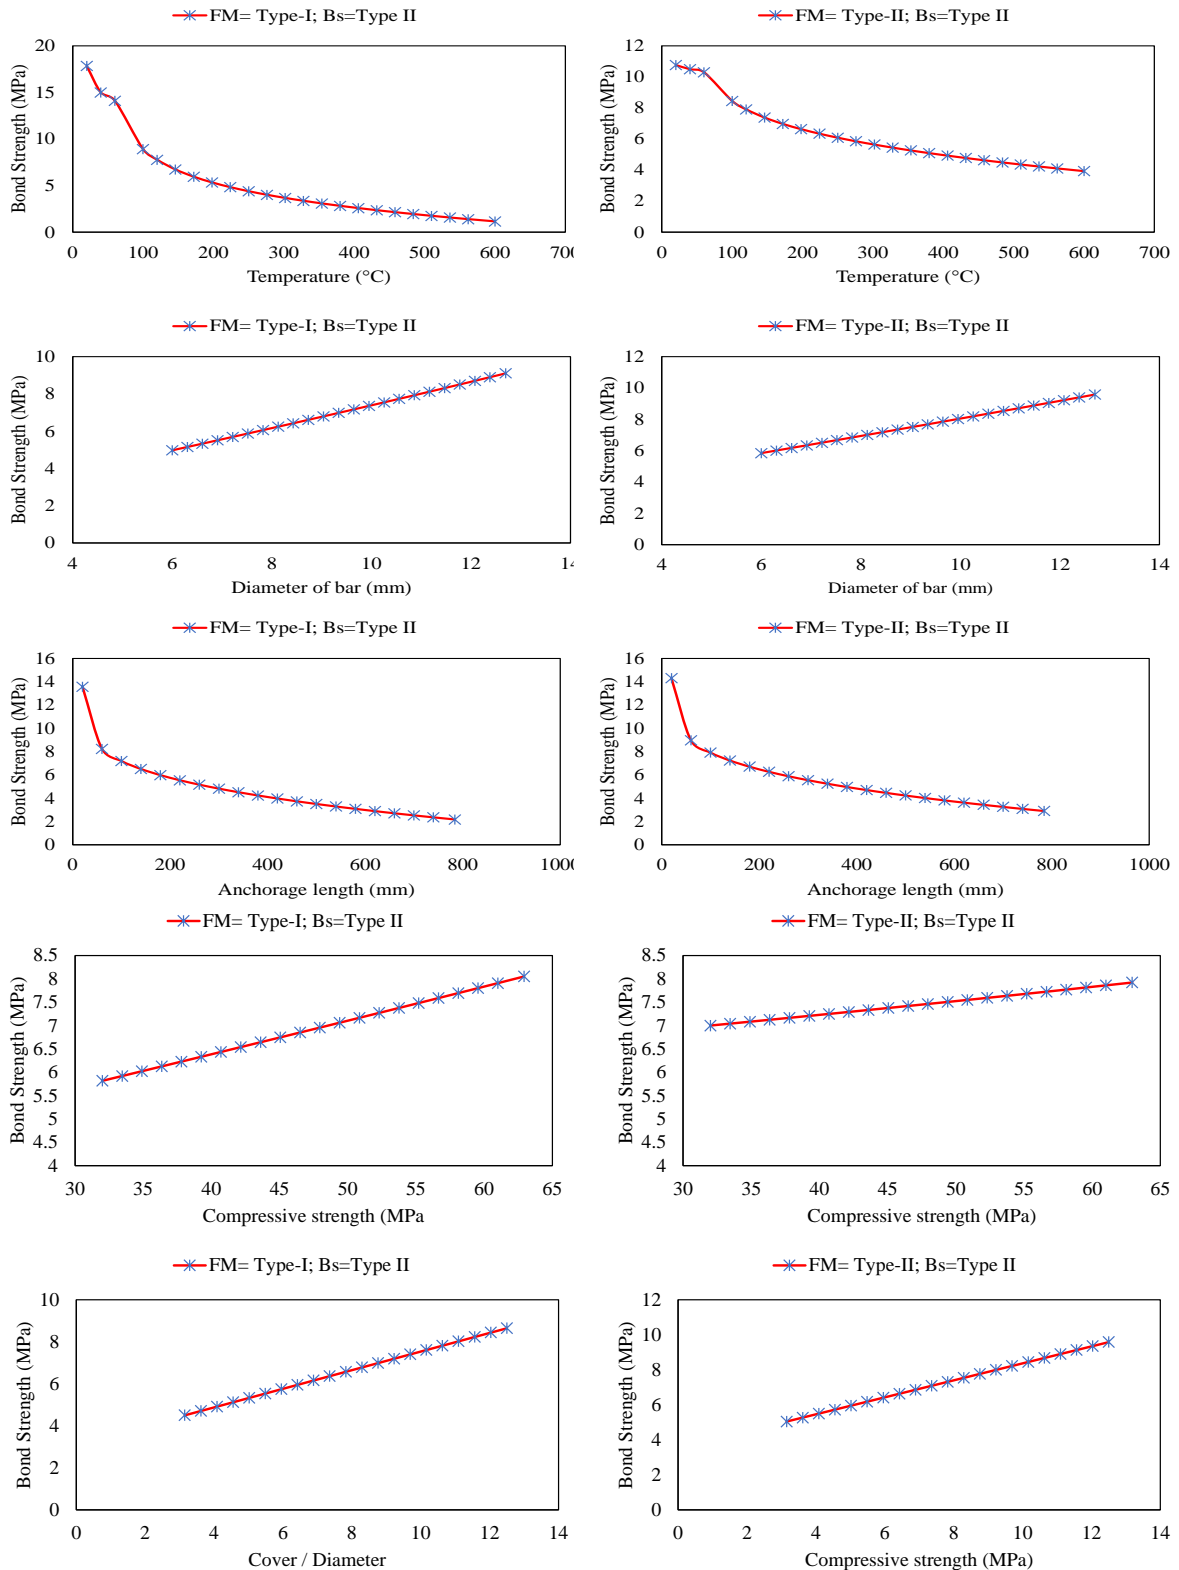 FM= Type-I; Bs=Type II
Bond Strength (MPa)
20
15
10
5
0
0 100 200 300 400 500 600 700
Temperature (°C)
FM= Type-II; Bs=Type II
Bond Strength (MPa)
12
10
8
6
4
2
0
0 100 200 300 400 500 600 700
Temperature (°C)
FM= Type-I; Bs=Type II
Bond Strength (MPa)
10
8
6
4
2
0
4 6 8 10 12 14
Diameter of bar (mm)
FM= Type-II; Bs=Type II
Bond Strength (MPa)
12
10
8
6
4
2
0
4 6 8 10 12 14
Diameter of bar (mm)
FM= Type-I; Bs=Type II
Bond Strength (MPa)
16
14
12
10
8
6
4
2
0
0 200 400 600 800 1000
Anchorage length (mm)
FM= Type-II; Bs=Type II
Bond Strength (MPa)
16
14
12
10
8
6
4
2
0
0 200 400 600 800 1000
Anchorage length (mm)
FM= Type-I; Bs=Type II
Bond Strength (MPa)
8.5
8
7.5
7
6.5
6
5.5
5
4.5
4
30 35 40 45 50 55 60 65
Compressive strength (MPa
FM= Type-II; Bs=Type II
Bond Strength (MPa)
8.5
8
7.5
7
6.5
6
5.5
5
4.5
4
30 35 40 45 50 55 60 65
Compressive strength (MPa)
FM= Type-I; Bs=Type II
Bond Strength (MPa)
10
8
6
4
2
0
0 2 4 6 8 10 12 14
Cover / Diameter
FM= Type-II; Bs=Type II
Bond Strength (MPa)
12
10
8
6
4
2
0
0 2 4 6 8 10 12 14
Compressive strength (MPa)